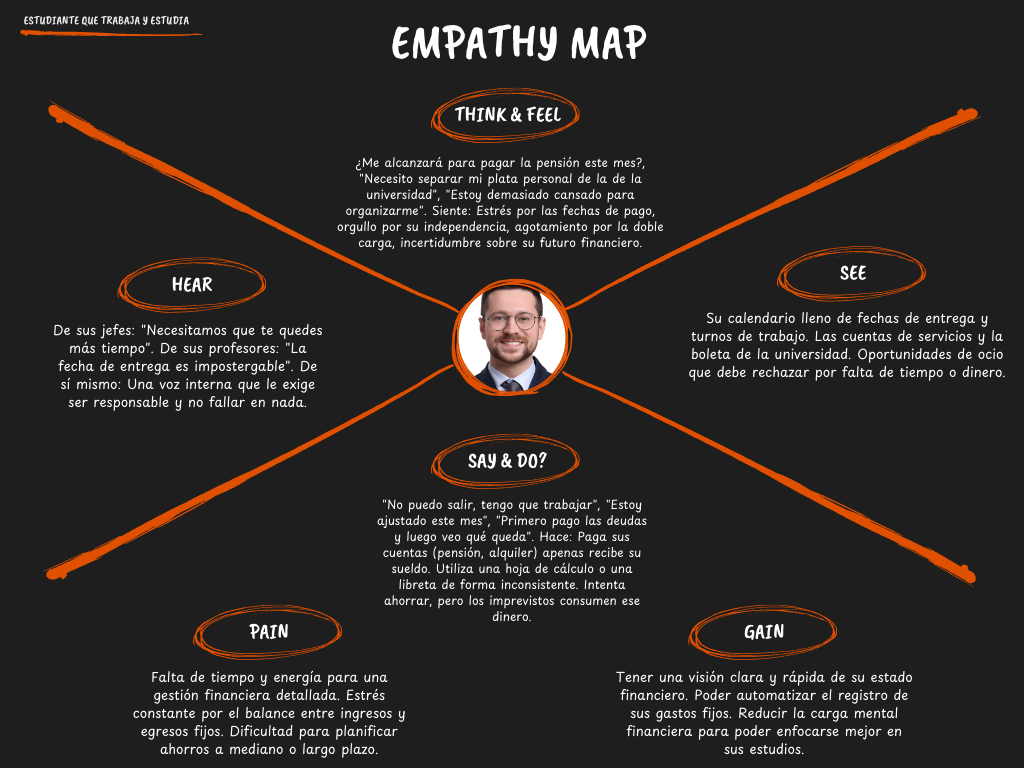 ESTUDIANTE QUE TRABAJA Y ESTUDIA
EMPATHY MAP
THINK & FEEL
¿Me alcanzará para pagar la pensión este mes?,
"Necesito separar mi plata personal de la de la
universidad", "Estoy demasiado cansado para
organizarme". Siente: Estrés por las fechas de pago,
orgullo por su independencia, agotamiento por la doble
carga, incertidumbre sobre su futuro financiero.
HEAR
De sus jefes: "Necesitamos que te quedes
más tiempo". De sus profesores: "La
fecha de entrega es impostergable". De
sí mismo: Una voz interna que le exige
ser responsable y no fallar en nada.
SEE
Su calendario lleno de fechas de entrega y
turnos de trabajo. Las cuentas de servicios y la
boleta de la universidad. Oportunidades de ocio
que debe rechazar por falta de tiempo o dinero.
SAY & DO?
"No puedo salir, tengo que trabajar", "Estoy
ajustado este mes", "Primero pago las deudas
y luego veo qué queda". Hace: Paga sus
cuentas (pensión, alquiler) apenas recibe su
sueldo. Utiliza una hoja de cálculo o una
libreta de forma inconsistente. Intenta
ahorrar, pero los imprevistos consumen ese
dinero.
PAIN
Falta de tiempo y energía para una
gestión financiera detallada. Estrés
constante por el balance entre ingresos y
egresos fijos. Dificultad para planificar
ahorros a mediano o largo plazo.
GAIN
Tener una visión clara y rápida de su estado
financiero. Poder automatizar el registro de
sus gastos fijos. Reducir la carga mental
financiera para poder enfocarse mejor en
sus estudios.